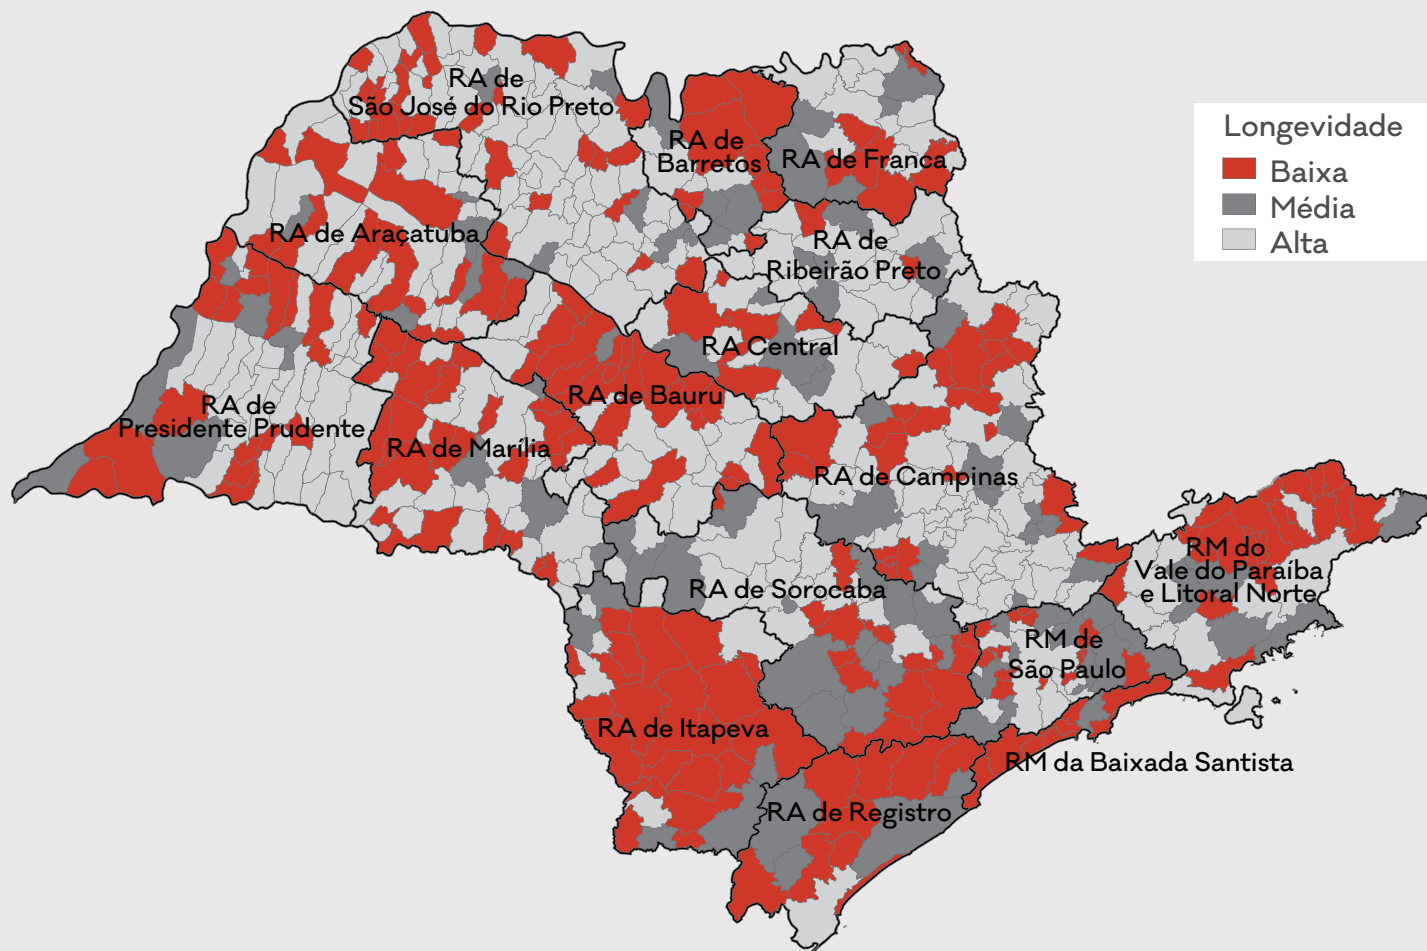 RA de
São José do Rio Preto
RA de
Barretos
RA de Franca
Longevidade
Baixa
Média
Alta
RA de Araçatuba
RA de
Ribeirão Preto
RA Central
RA de Bauru
RA de
Presidente Prudente
RA de Marília
RA de Campinas
RM do
Vale do Paraíba
e Litoral Norte
RA de Sorocaba
RM de
São Paulo
RA de Itapeva
RM da Baixada Santista
RA de Registro